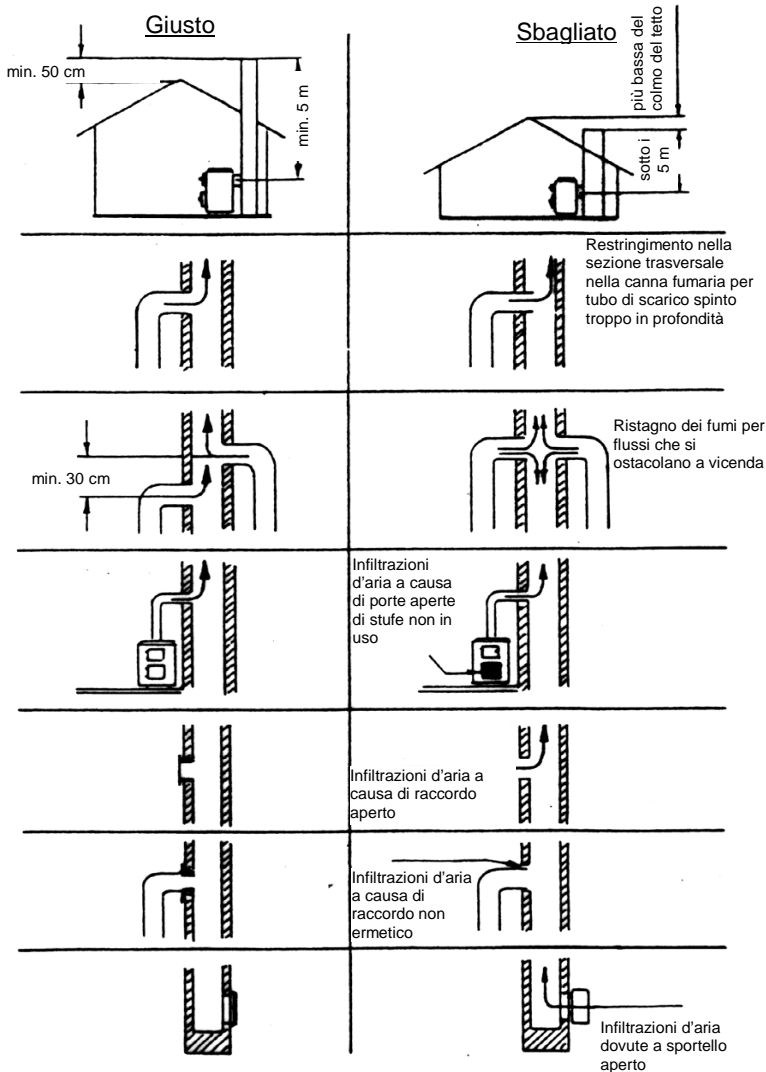 Giusto
Sbagliato
min. 50 cm
min. 5 m
più bassa del
colmo del tetto
sotto i
5 m
Restringimento nella
sezione trasversale
nella canna fumaria per
tubo di scarico spinto
troppo in profondità
min. 30 cm
Ristagno dei fumi per
flussi che si
ostacolano a vicenda
Infiltrazioni
d'aria a causa
di porte aperte
di stufe non in
uso
Infiltrazioni d'aria a
causa di raccordo
aperto
Infiltrazioni d'aria
a causa di
raccordo non
ermetico
Infiltrazioni d'aria
dovute a sportello
aperto